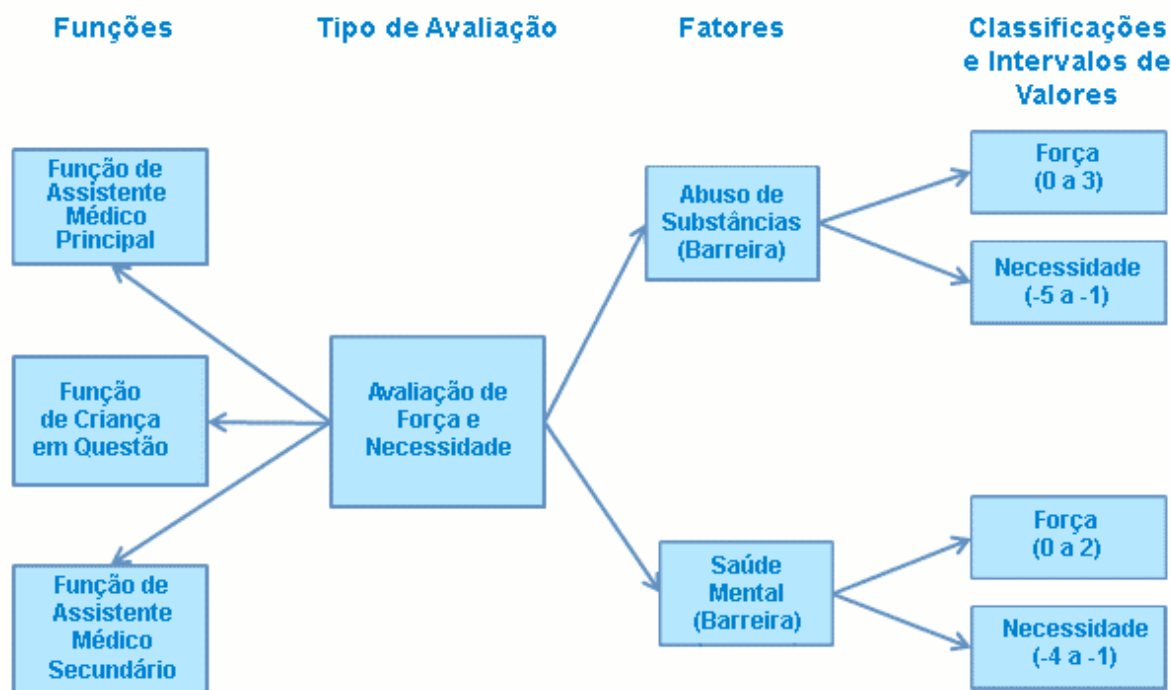 Funções
Tipo de Avaliação
Fatores
Classificações
e Intervalos de
Valores
Função de
Assistente
Médico
Principal
Função
de Criança
em Questão
Função de
Assistente
Médico
Secundário
Avaliação de
Força e
Necessidade
Abuso de
Substâncias
(Barreira)
Saúde
Mental
(Barreira)
Força
(0 a 3)
Necessidade
(-5 a -1)
Força
(0 a 2)
Necessidade
(-4 a -1)